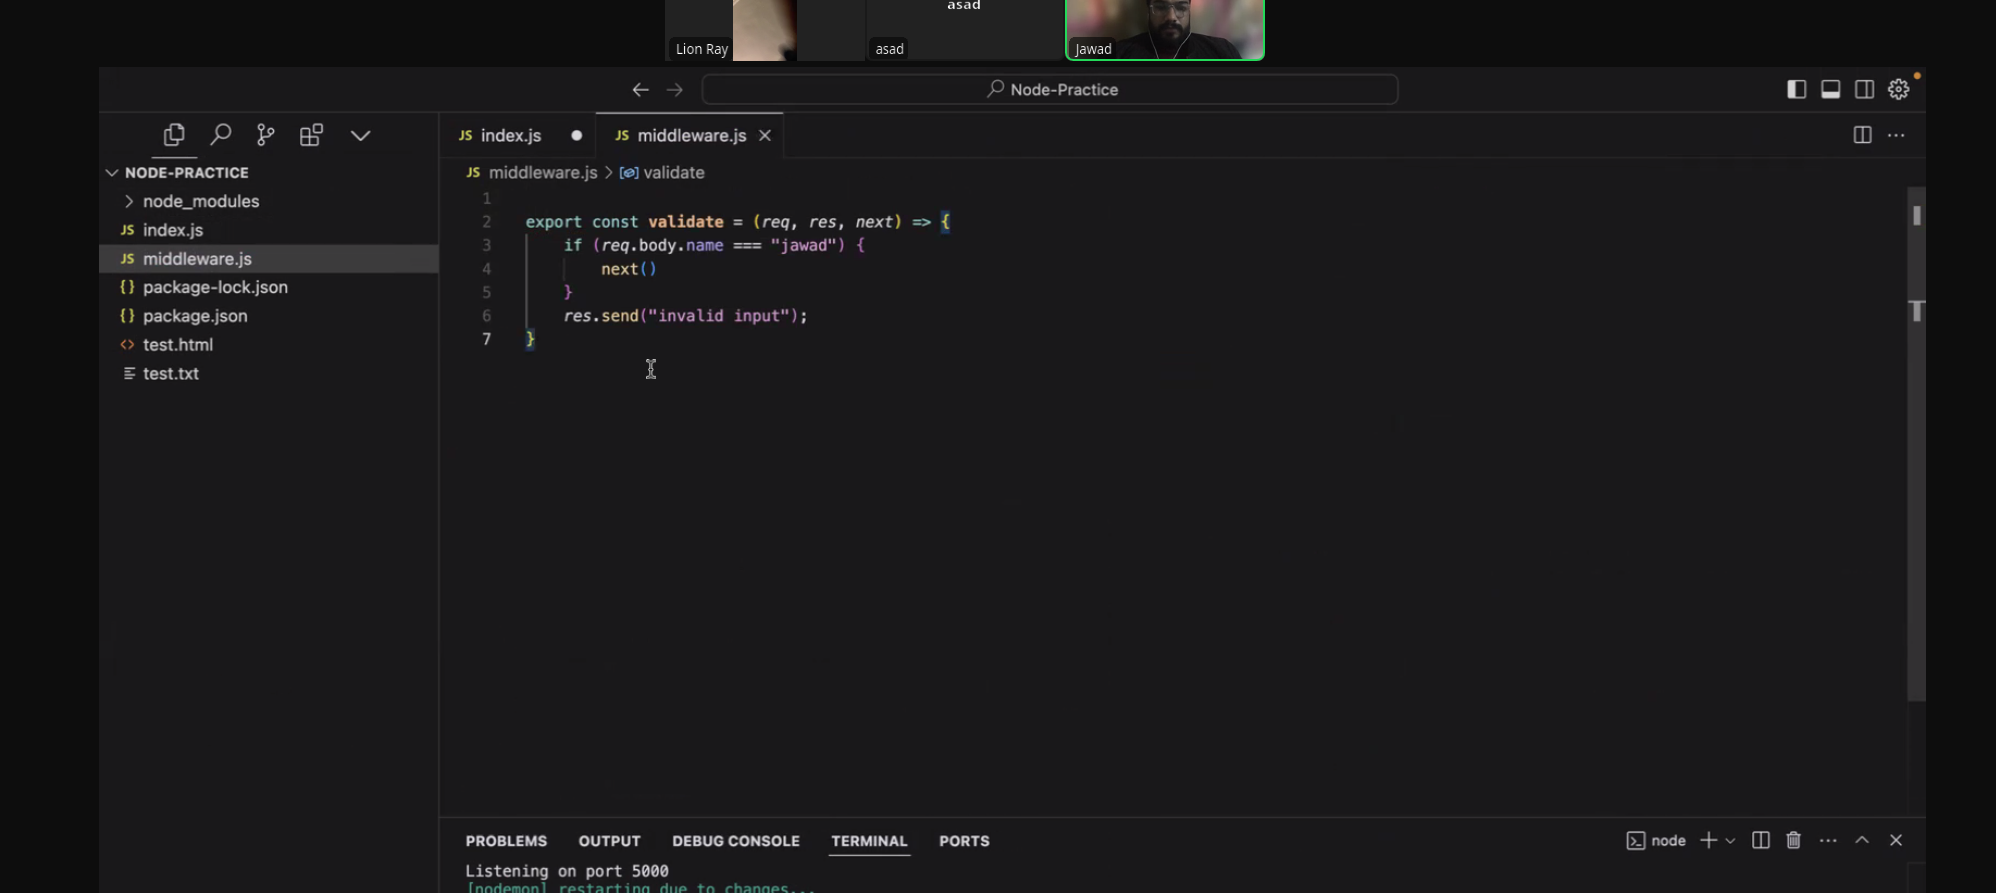 asad
Lion Ray
asad
Jawad
Node-Practice
JS index.js
JS middleware.js
NODE-PRACTICE
JS middleware.js > validate
node_modules
JS index.js
JS middleware.js
{} package-lock.json
{} package.json
<> test.html
test.txt
1
2 export const validate = (req, res, next) => {
3 if (req.body.name === "jawad") {
4 next()
5 }
6 res.send("invalid input");
7 }
PROBLEMS OUTPUT DEBUG CONSOLE TERMINAL PORTS
node
Listening on port 5000
[nodemon] restarting due to changes...